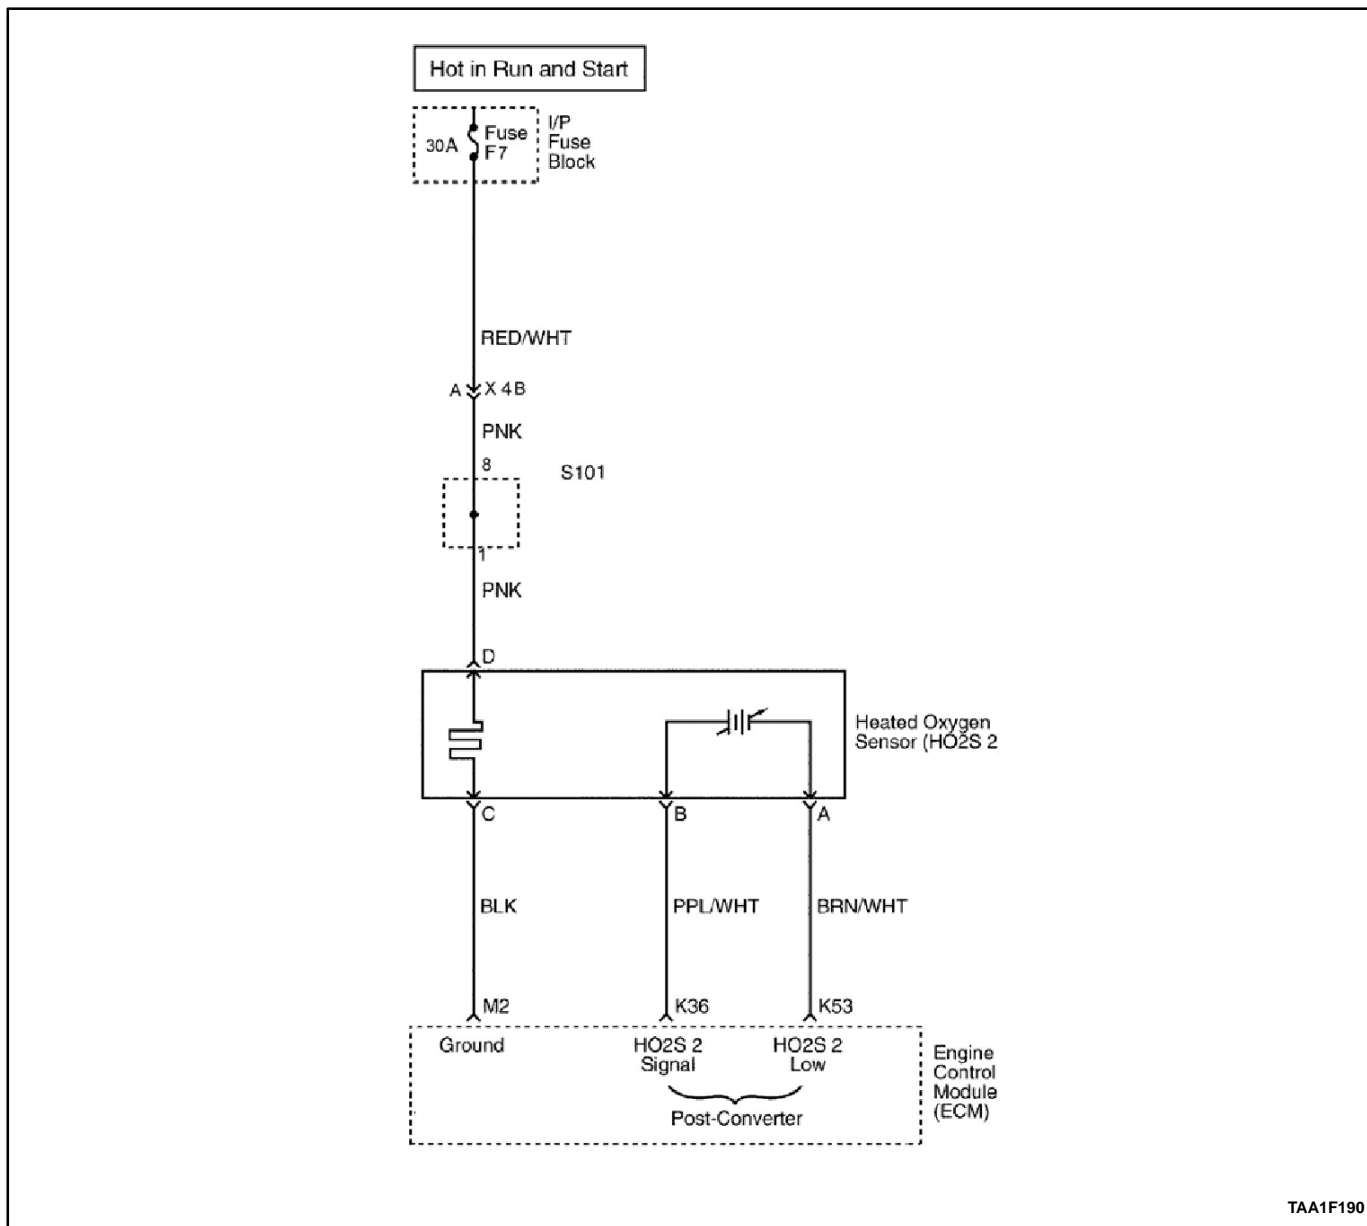 Hot in Run and Start
30A
Fuse
F7
I/P
Fuse
Block
RED/WHT
A
X 4B
PNK
8
S101
1
PNK
D
Heated Oxygen
Sensor (HO2S 2
C
B
A
BLK
PPL/WHT
BRN/WHT
M2
K36
K53
Ground
HO2S 2
Signal
HO2S 2
Low
Post-Converter
Engine
Control
Module
(ECM)
TAA1F190